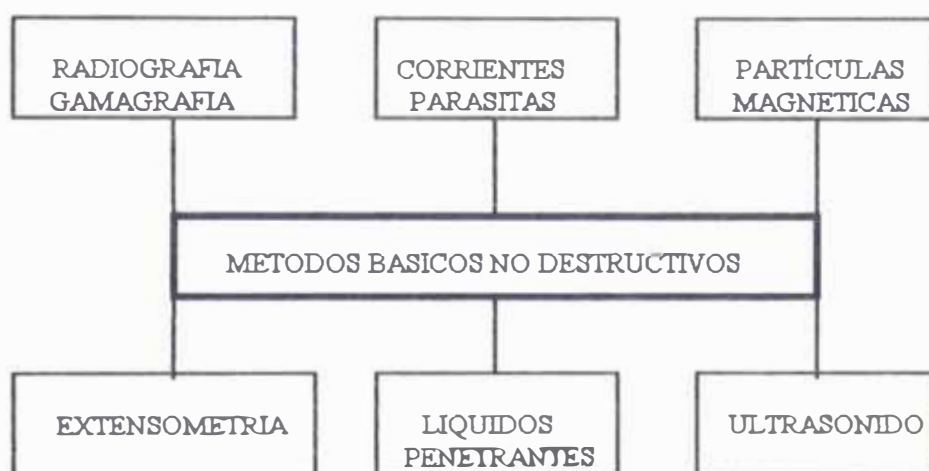 RADIOGRAFIA
GAMAGRAFIA
CORRIENTES
PARASITAS
PARTÍCULAS
MAGNETICAS
METODOS BASICOS NO DESTRUCTIVOS
EXTENSOMETRIA
LIQUIDOS
PENETRANTES
ULTRASONIDO